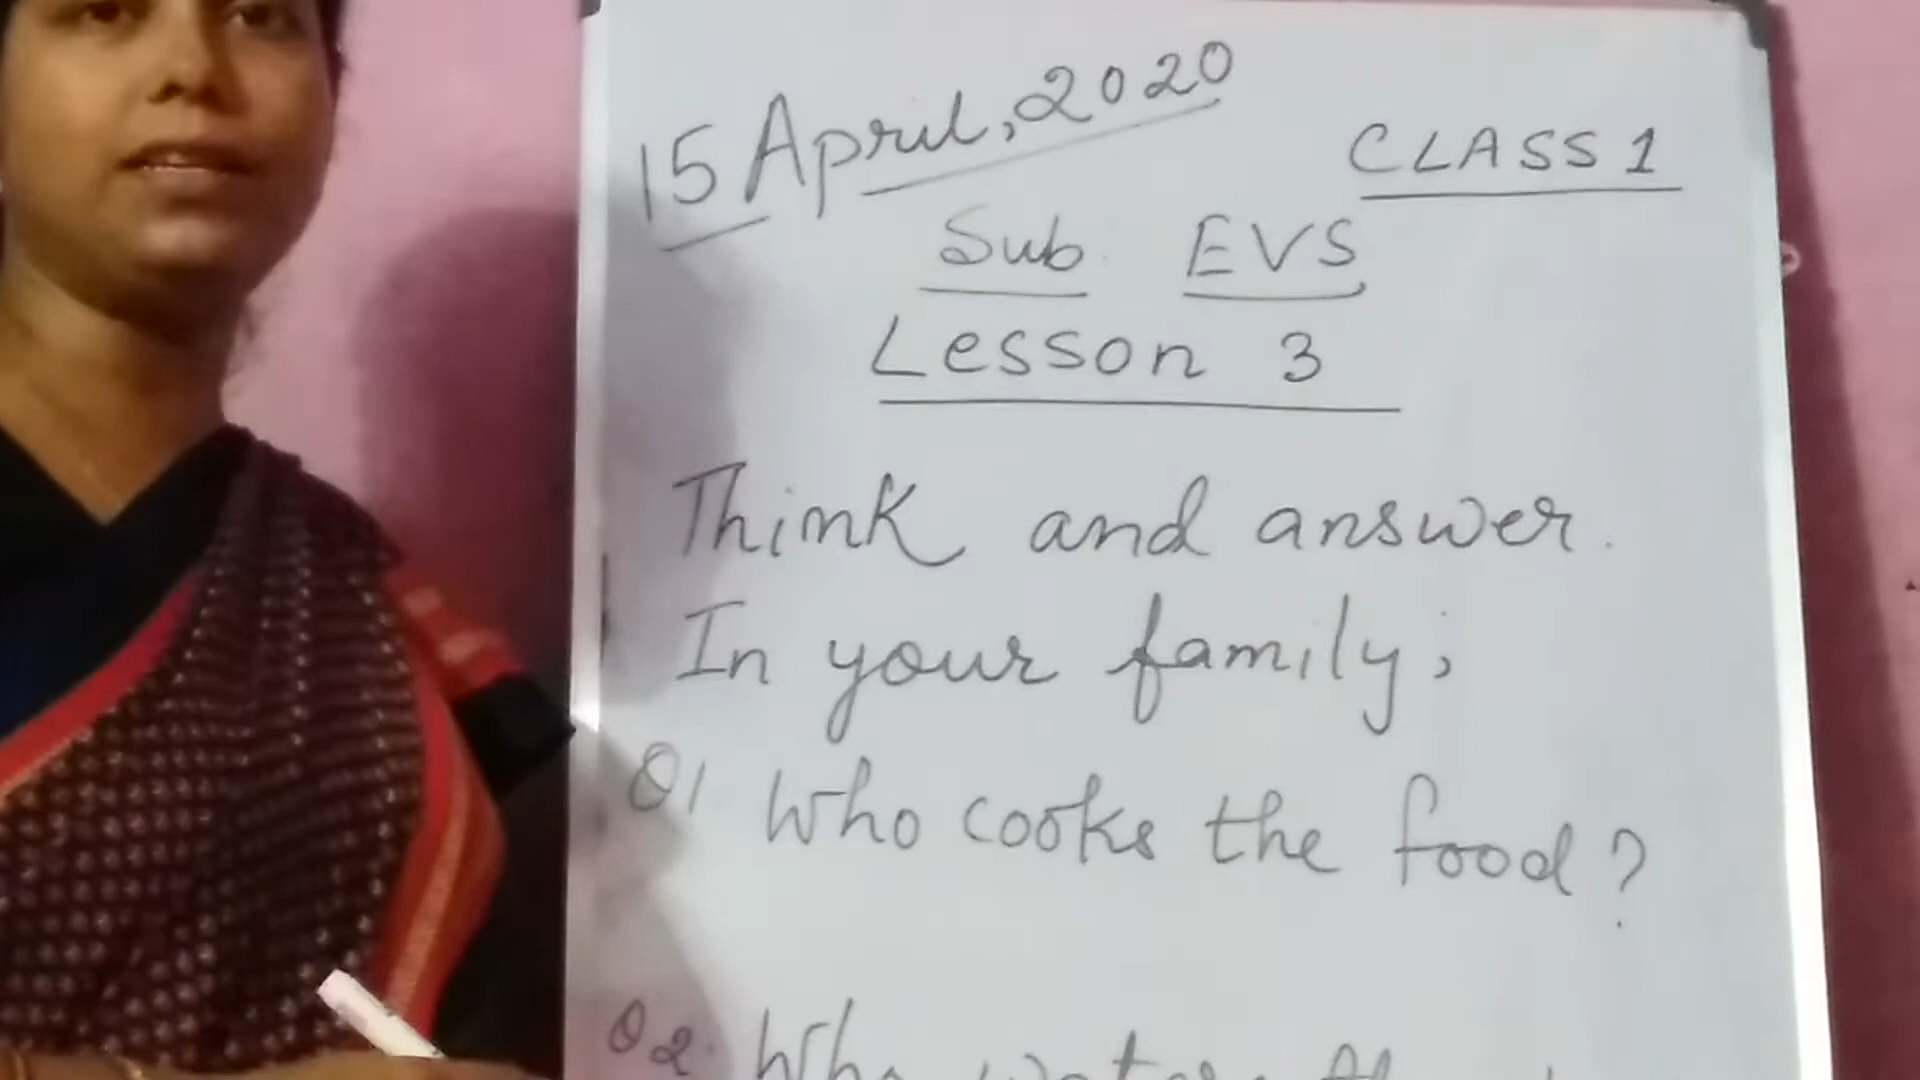 15 April, 2020
CLASS 1
Sub EVS
Lesson 3
Think and answer.
In your family;
Q1 Who cooks the food?
Q2. Who waters